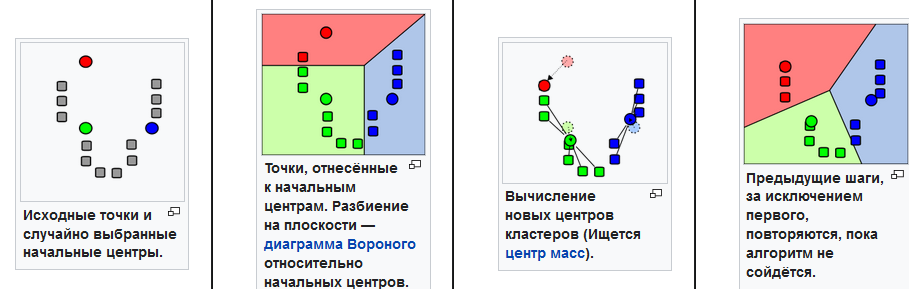 Исходные точки и
случайно выбранные
начальные центры.
Точки, отнесённые
к начальным
центрам. Разбиение
на плоскости —
диаграмма Вороного
относительно
начальных центров.
Вычисление
новых центров
кластеров (Ищется
центр масс).
Предыдущие шаги,
за исключением
первого,
повторяются, пока
алгоритм не
сойдётся.